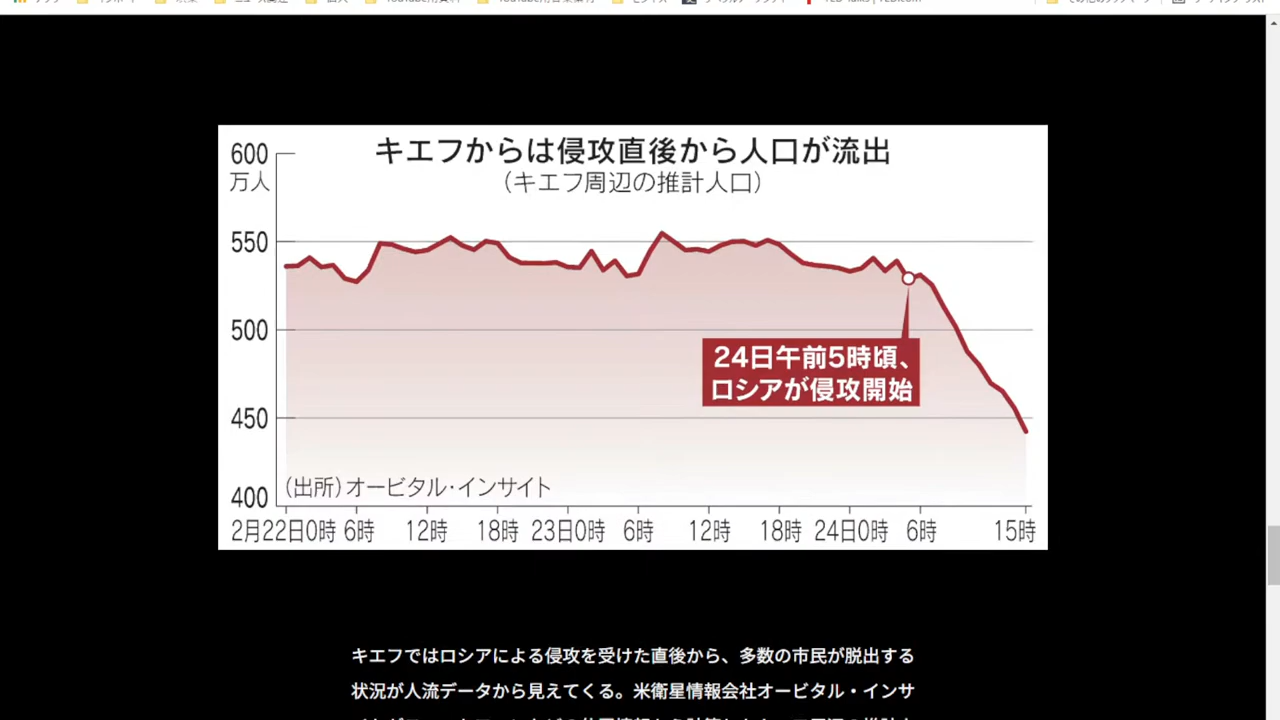 キエフからは侵攻直後から人口が流出
(キエフ周辺の推計人口)
600
万人
550
500
450
400
24日午前5時頃、
ロシアが侵攻開始
(出所)オービタル・インサイト
2月22日0時 6時 12時 18時 23日0時 6時 12時 18時 24日0時 6時 15時
キエフではロシアによる侵攻を受けた直後から、多数の市民が脱出する
状況が人流データから見えてくる。米衛星情報会社オービタル・インサ